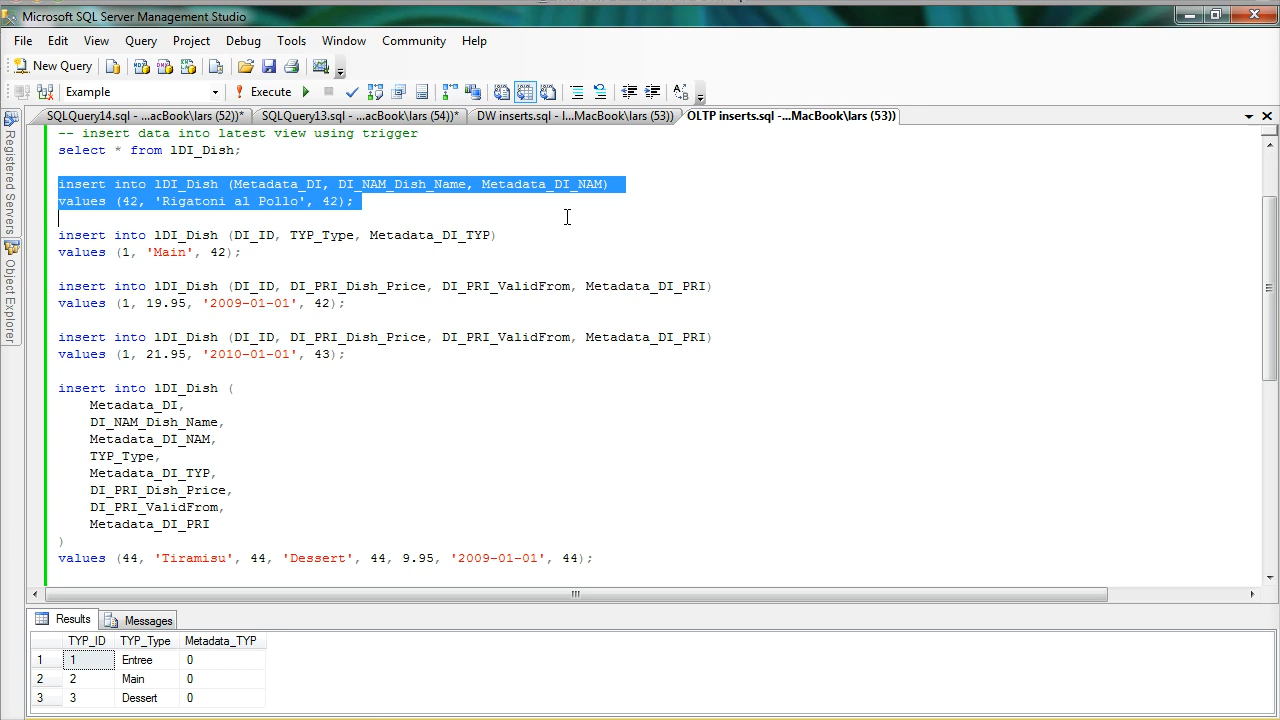 Microsoft SQL Server Management Studio
File Edit View Query Project Debug Tools Window Community Help
New Query
Example Execute
SQLQuery14.sql - ...acBook\lars (52))* SQLQuery13.sql - ...acBook\lars (54))* DW inserts.sql - l...MacBook\lars (53)) OLTP inserts.sql -...MacBook\lars (53))
Registered Servers
Object Explorer
-- insert data into latest view using trigger
select * from lDI_Dish;
insert into lDI_Dish (Metadata_DI, DI_NAM_Dish_Name, Metadata_DI_NAM)
values (42, 'Rigatoni al Pollo', 42);
insert into lDI_Dish (DI_ID, TYP_Type, Metadata_DI_TYP)
values (1, 'Main', 42);
insert into lDI_Dish (DI_ID, DI_PRI_Dish_Price, DI_PRI_ValidFrom, Metadata_DI_PRI)
values (1, 19.95, '2009-01-01', 42);
insert into lDI_Dish (DI_ID, DI_PRI_Dish_Price, DI_PRI_ValidFrom, Metadata_DI_PRI)
values (1, 21.95, '2010-01-01', 43);
insert into lDI_Dish (
Metadata_DI,
DI_NAM_Dish_Name,
Metadata_DI_NAM,
TYP_Type,
Metadata_DI_TYP,
DI_PRI_Dish_Price,
DI_PRI_ValidFrom,
Metadata_DI_PRI
)
values (44, 'Tiramisu', 44, 'Dessert', 44, 9.95, '2009-01-01', 44);
Results Messages
TYP_ID TYP_Type Metadata_TYP
1 1 Entree 0
2 2 Main 0
3 3 Dessert 0